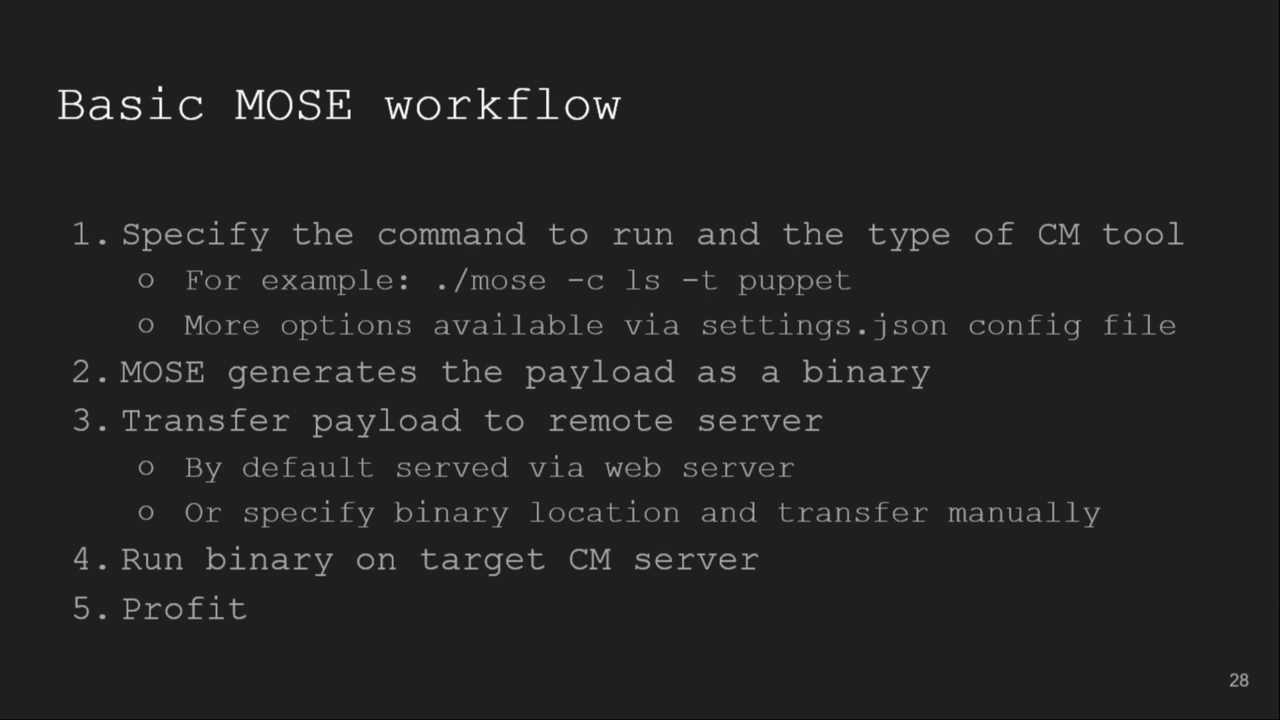 Basic MOSE workflow
1. Specify the command to run and the type of CM tool
○ For example: ./mose -c ls -t puppet
○ More options available via settings.json config file
2. MOSE generates the payload as a binary
3. Transfer payload to remote server
○ By default served via web server
○ Or specify binary location and transfer manually
4. Run binary on target CM server
5. Profit
28